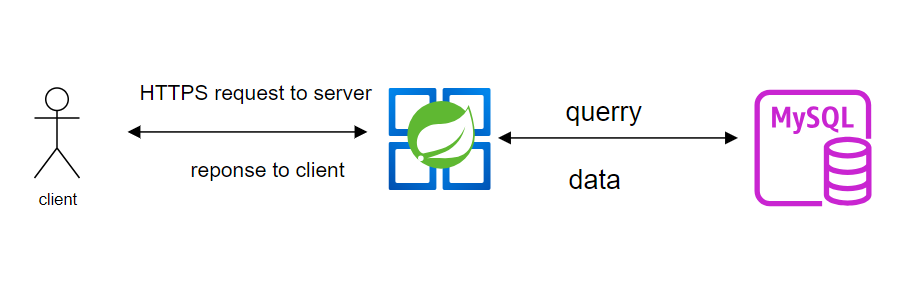 HTTPS request to server
reponse to client
client
querry
data
MySQL